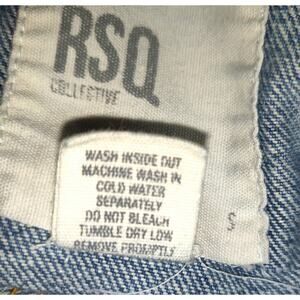 RSQ
COLLECTIVE
WASH INSIDE OUT
MACHINE WASH IN
COLD WATER
SEPARATELY
DO NOT BLEACH
TUMBLE DRY LOW
REMOVE PROMPTLY
S